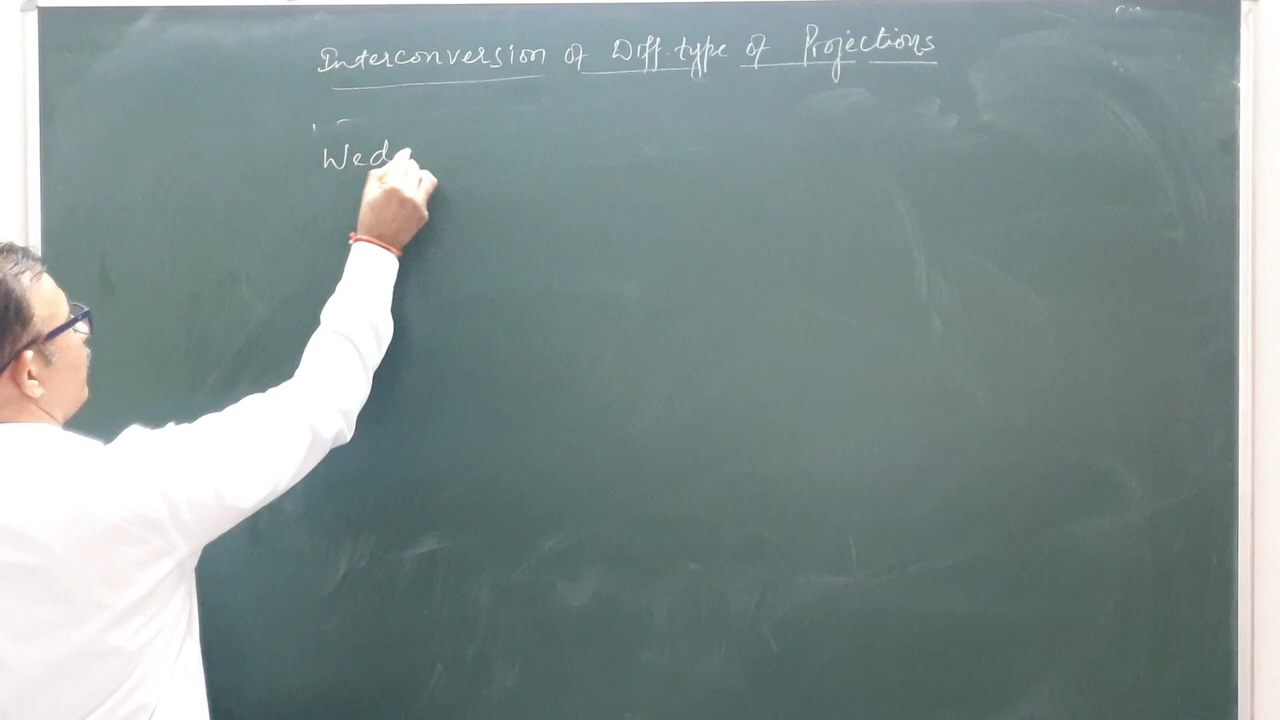 Interconversion of Diff. type of Projections
Wed